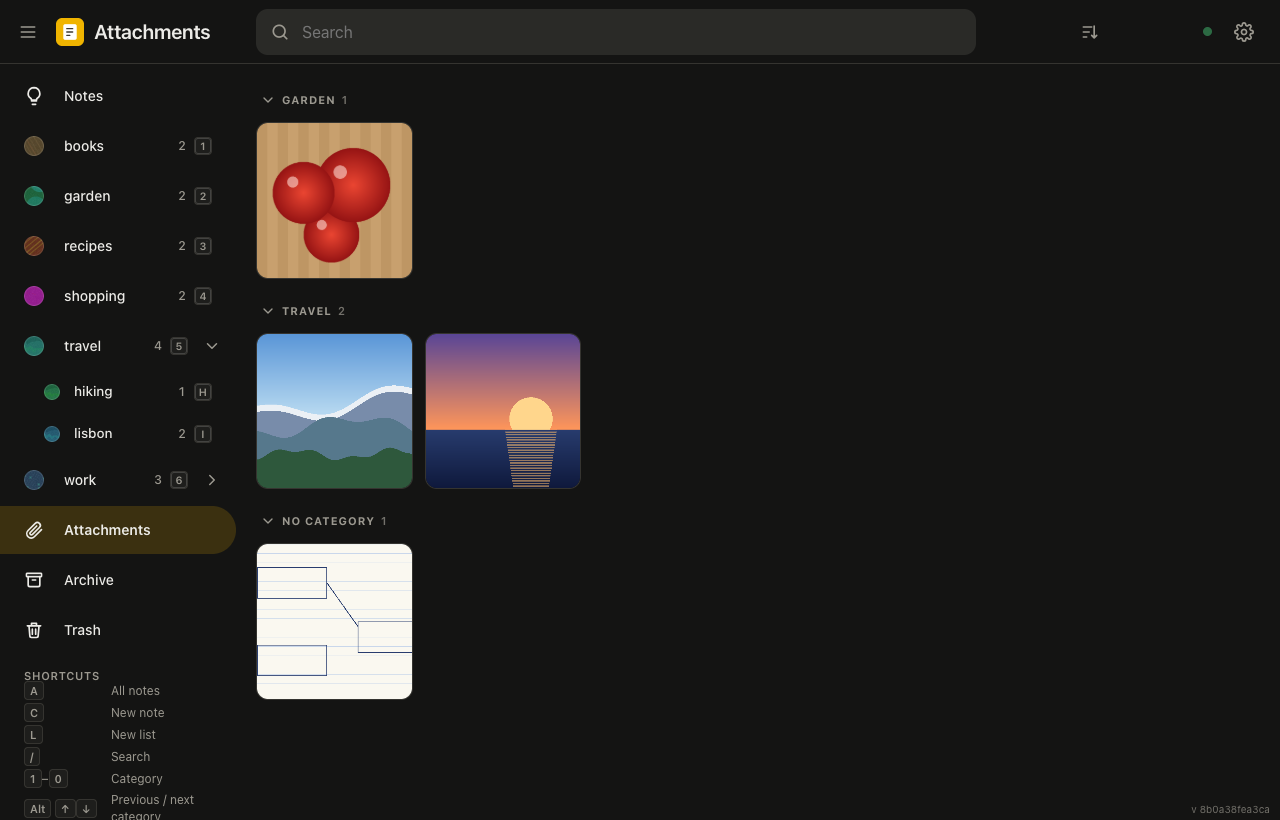 Attachments
Search
Notes
books 2 1
garden 2 2
recipes 2 3
shopping 2 4
travel 4 5
hiking 1 H
lisbon 2 I
work 3 6
Attachments
Archive
Trash
SHORTCUTS
A All notes
C New note
L New list
/ Search
1–0 Category
Alt ↑ ↓ Previous / next
category
GARDEN 1
TRAVEL 2
NO CATEGORY 1
v 8b0a38fea3ca